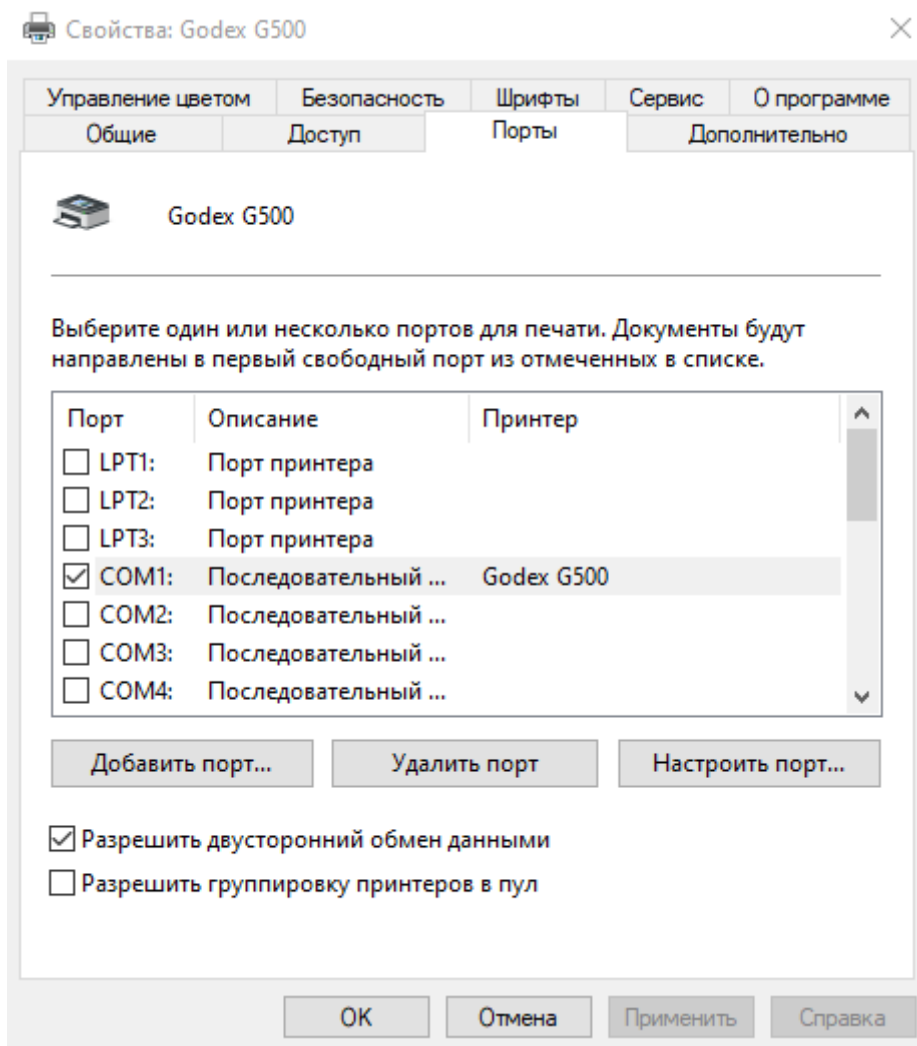 Свойства: Godex G500
Управление цветом Безопасность Шрифты Сервис О программе
Общие Доступ Порты Дополнительно
Godex G500
Выберите один или несколько портов для печати. Документы будут
направлены в первый свободный порт из отмеченных в списке.
Порт Описание Принтер
LPT1: Порт принтера
LPT2: Порт принтера
LPT3: Порт принтера
COM1: Последовательный ... Godex G500
COM2: Последовательный ...
COM3: Последовательный ...
COM4: Последовательный ...
Добавить порт... Удалить порт Настроить порт...
Разрешить двусторонний обмен данными
Разрешить группировку принтеров в пул
OK Отмена Применить Справка